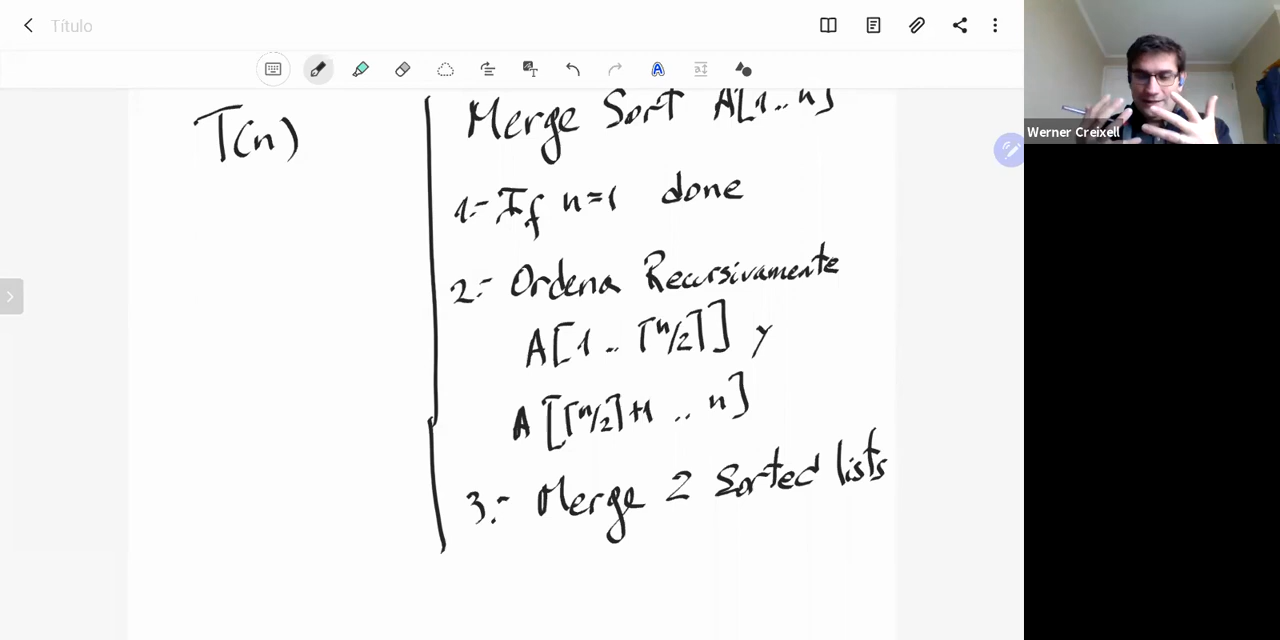 Título
T(n)
Merge Sort A[1..n]
1.- If n=1 done
2.- Ordena Recursivamente
A[1.. ⌈n/2⌉] y
A[⌈n/2⌉+1 .. n]
3.- Merge 2 Sorted lists
Werner Creixell